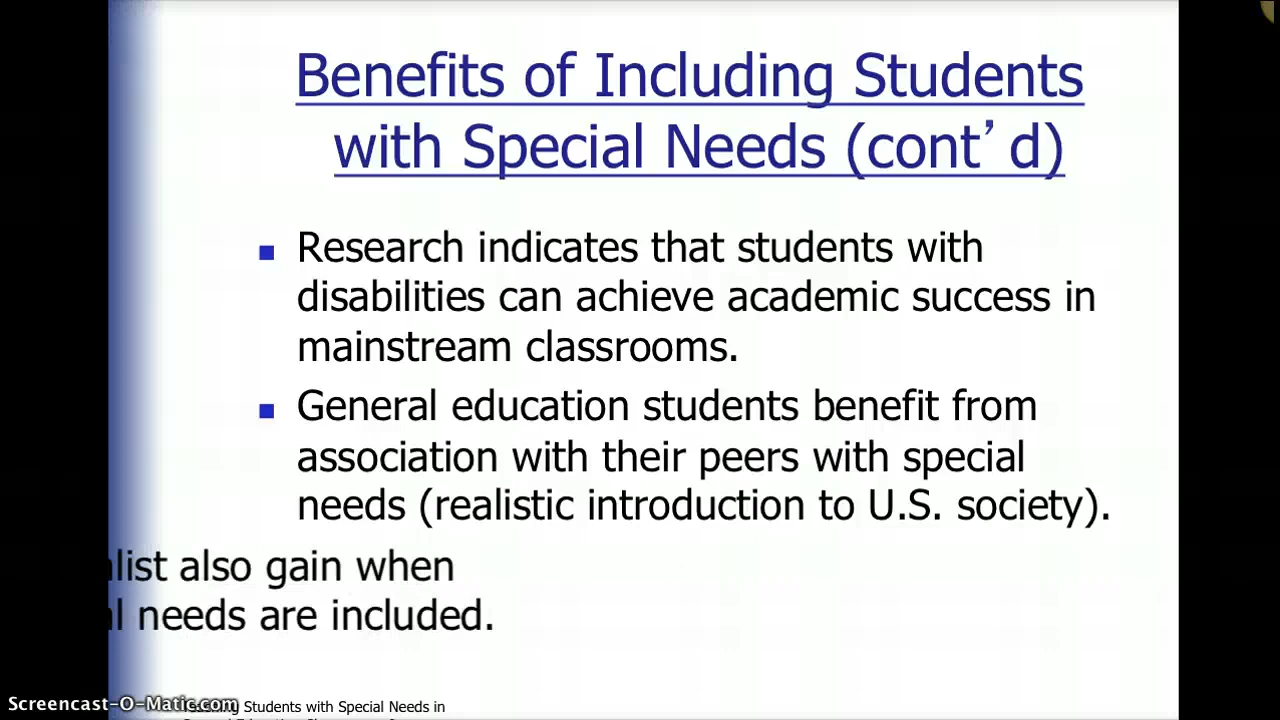 Benefits of Including Students
with Special Needs (cont’d)
■ Research indicates that students with
disabilities can achieve academic success in
mainstream classrooms.
■ General education students benefit from
association with their peers with special
needs (realistic introduction to U.S. society).
also gain when
needs are included.
Screencast-O-Matic.com
Students with Special Needs in